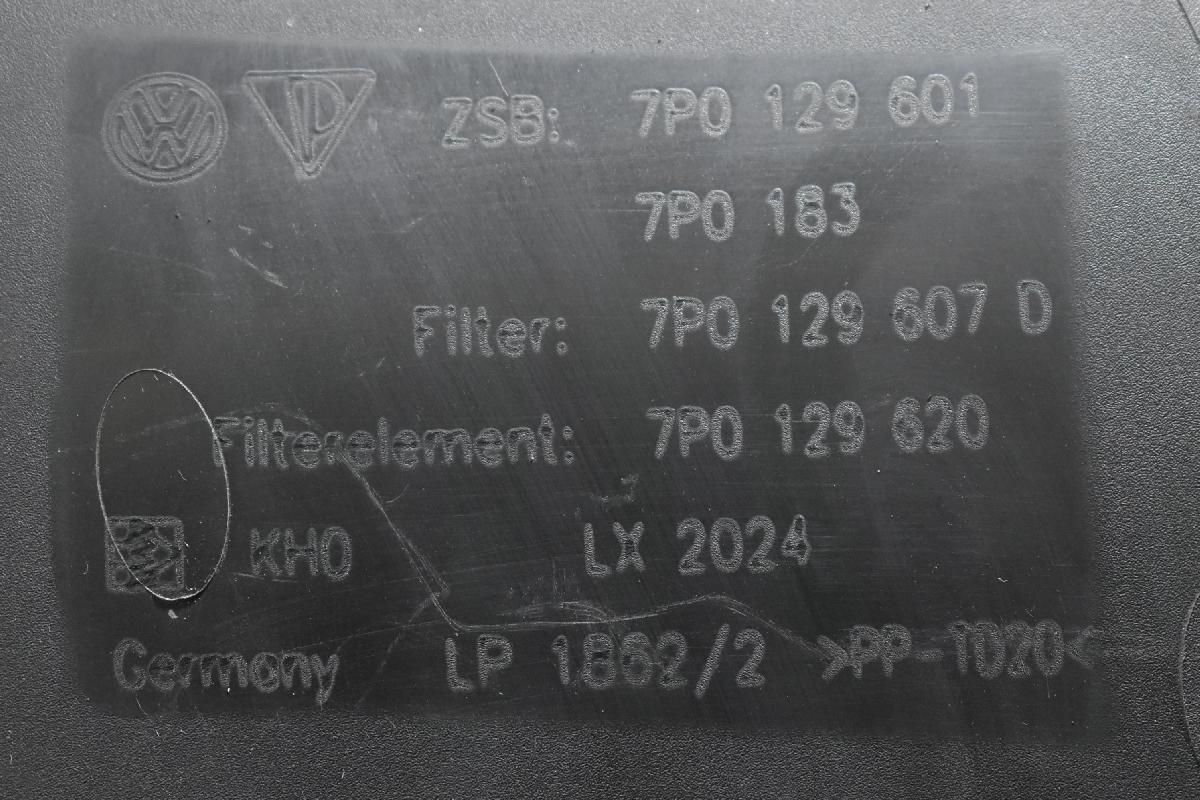 ZSB: 7P0 129 601
7P0 183
Filter: 7P0 129 607 D
Filterelement: 7P0 129 620
KHO LX 2024
Germany LP 1862/2 >PP-TD20<